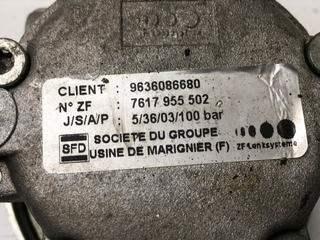 CLIENT : 9636086680
N° ZF : 7617 955 502
J/S/A/P : 5/36/03/100 bar
SFD SOCIETE DU GROUPE
USINE DE MARIGNIER (F) ZF Lenksysteme